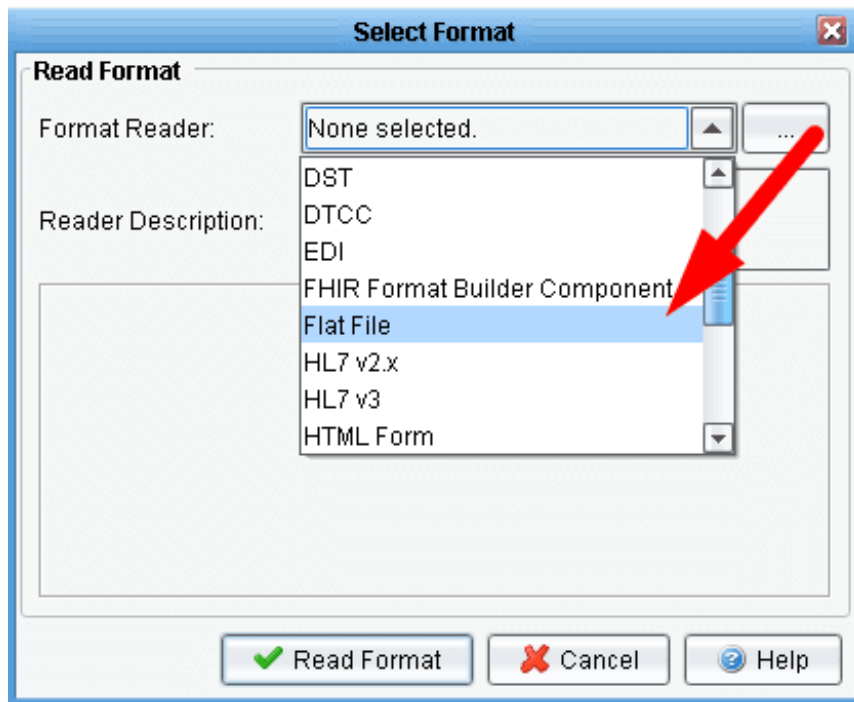 Select Format
Read Format
Format Reader:
None selected.
...
DST
DTCC
Reader Description:
EDI
FHIR Format Builder Component
Flat File
HL7 v2.x
HL7 v3
HTML Form
Read Format
Cancel
Help